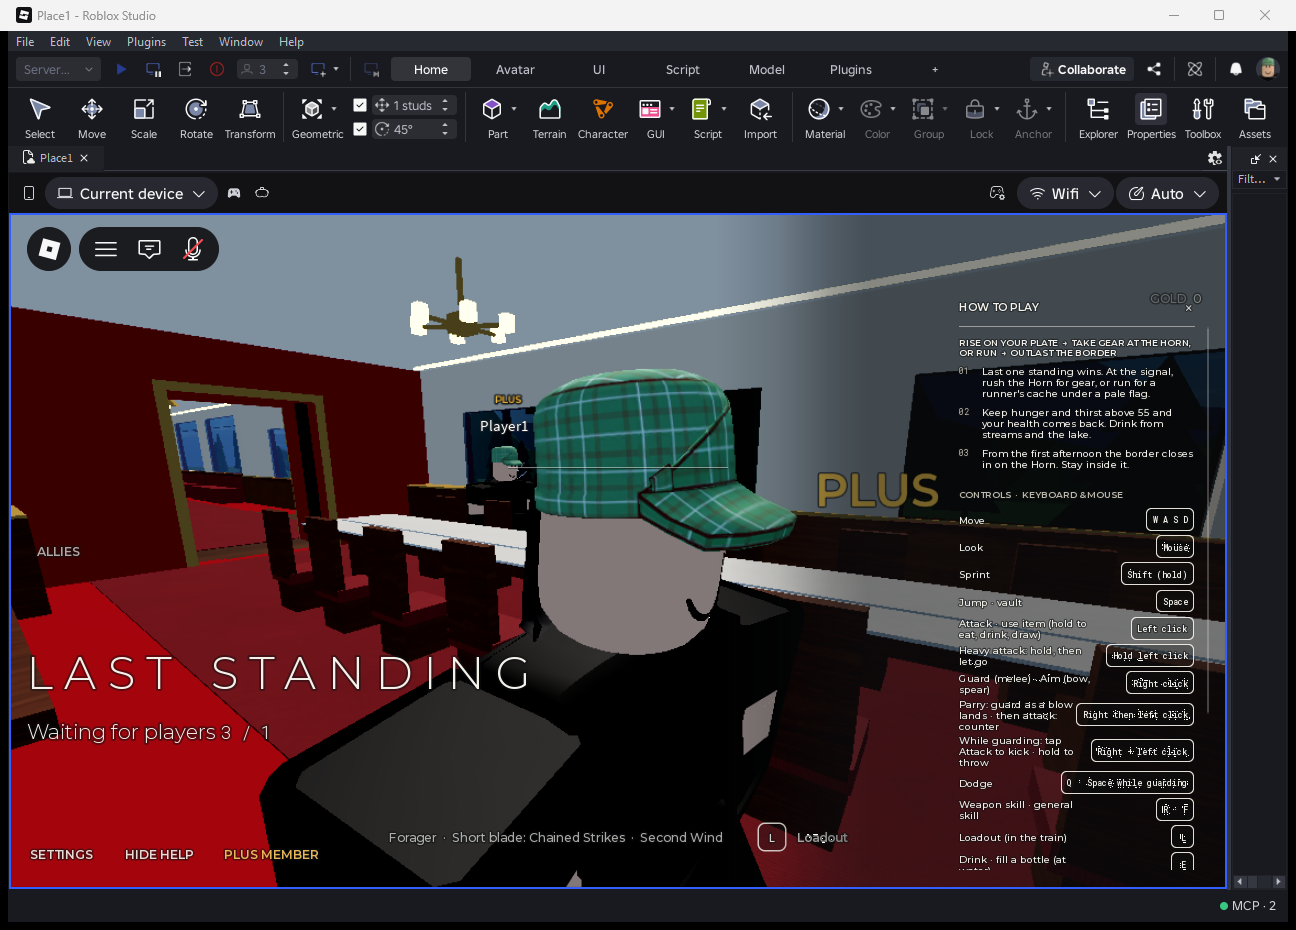 Place1 - Roblox Studio
File Edit View Plugins Test Window Help
Server... 3 Home Avatar UI Script Model Plugins + Collaborate
1 studs
45°
Select Move Scale Rotate Transform Geometric Part Terrain Character GUI Script Import Material Color Group Lock Anchor Explorer Properties Toolbox Assets
Place1
Filt...
Current device Wifi Auto
GOLD 0
HOW TO PLAY ×
RISE ON YOUR PLATE → TAKE GEAR AT THE HORN,
OR RUN → OUTLAST THE BORDER
01 Last one standing wins. At the signal,
rush the Horn for gear, or run for a
runner's cache under a pale flag.
02 Keep hunger and thirst above 55 and
your health comes back. Drink from
streams and the lake.
03 From the first afternoon the border closes
in on the Horn. Stay inside it.
PLUS
Player1
PLUS
CONTROLS · KEYBOARD & MOUSE
Move W A S D
Look Mouse
Sprint Shift (hold)
Jump · vault Space
Attack · use item (hold to
eat, drink, draw) Left click
Heavy attack: hold, then
let go Hold left click
Guard (melee) · Aim (bow,
spear) Right click
Parry: guard as a blow
lands · then attack:
counter Right then left click
While guarding: tap
Attack to kick · hold to
throw Right + left click
Dodge Q · Space while guarding
Weapon skill · general
skill R · F
Loadout (in the train) L
Drink · fill a bottle (at
water) E
ALLIES
LAST STANDING
Waiting for players 3 / 1
Forager · Short blade: Chained Strikes · Second Wind L Loadout
SETTINGS HIDE HELP PLUS MEMBER
MCP · 2